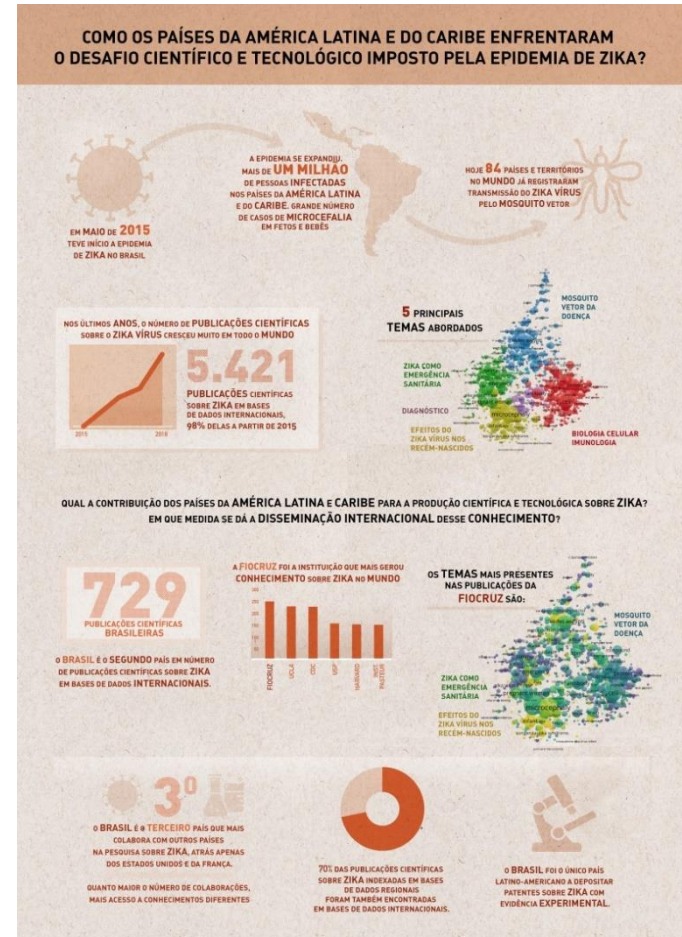 COMO OS PAÍSES DA AMÉRICA LATINA E DO CARIBE ENFRENTARAM
O DESAFIO CIENTÍFICO E TECNOLÓGICO IMPOSTO PELA EPIDEMIA DE ZIKA?
EM MAIO DE 2015
TEVE INÍCIO A EPIDEMIA
DE ZIKA NO BRASIL
A EPIDEMIA SE EXPANDIU.
MAIS DE UM MILHÃO
DE PESSOAS INFECTADAS
NOS PAÍSES DA AMÉRICA LATINA
E DO CARIBE. GRANDE NÚMERO
DE CASOS DE MICROCEFALIA
EM FETOS E BEBÊS
HOJE 84 PAÍSES E TERRITÓRIOS
NO MUNDO JÁ REGISTRARAM
TRANSMISSÃO DO ZIKA VÍRUS
PELO MOSQUITO VETOR
NOS ÚLTIMOS ANOS, O NÚMERO DE PUBLICAÇÕES CIENTÍFICAS
SOBRE O ZIKA VÍRUS CRESCEU MUITO EM TODO O MUNDO
2015
2018
5.421
PUBLICAÇÕES CIENTÍFICAS
SOBRE ZIKA EM BASES
DE DADOS INTERNACIONAIS,
98% DELAS A PARTIR DE 2015
5 PRINCIPAIS
TEMAS ABORDADOS
MOSQUITO
VETOR DA
DOENÇA
ZIKA COMO
EMERGÊNCIA
SANITÁRIA
DIAGNÓSTICO
EFEITOS DO
ZIKA VÍRUS NOS
RECÉM-NASCIDOS
BIOLOGIA CELULAR
IMUNOLOGIA
QUAL A CONTRIBUIÇÃO DOS PAÍSES DA AMÉRICA LATINA E CARIBE PARA A PRODUÇÃO CIENTÍFICA E TECNOLÓGICA SOBRE ZIKA?
EM QUE MEDIDA SE DÁ A DISSEMINAÇÃO INTERNACIONAL DESSE CONHECIMENTO?
729
PUBLICAÇÕES CIENTÍFICAS
BRASILEIRAS
O BRASIL É O SEGUNDO PAÍS EM NÚMERO
DE PUBLICAÇÕES CIENTÍFICAS SOBRE ZIKA
EM BASES DE DADOS INTERNACIONAIS.
A FIOCRUZ FOI A INSTITUIÇÃO QUE MAIS GEROU
CONHECIMENTO SOBRE ZIKA NO MUNDO
FIOCRUZ
UCLA
CDC
USP
HARVARD
INST.
PASTEUR
OS TEMAS MAIS PRESENTES
NAS PUBLICAÇÕES DA
FIOCRUZ SÃO:
MOSQUITO
VETOR DA
DOENÇA
ZIKA COMO
EMERGÊNCIA
SANITÁRIA
EFEITOS DO
ZIKA VÍRUS NOS
RECÉM-NASCIDOS
3º
O BRASIL É O TERCEIRO PAÍS QUE MAIS
COLABORA COM OUTROS PAÍSES
NA PESQUISA SOBRE ZIKA, ATRÁS APENAS
DOS ESTADOS UNIDOS E DA FRANÇA.
QUANTO MAIOR O NÚMERO DE COLABORAÇÕES,
MAIS ACESSO A CONHECIMENTOS DIFERENTES
70% DAS PUBLICAÇÕES CIENTÍFICAS
SOBRE ZIKA INDEXADAS EM BASES
DE DADOS REGIONAIS
FORAM TAMBÉM ENCONTRADAS
EM BASES DE DADOS INTERNACIONAIS.
O BRASIL FOI O ÚNICO PAÍS
LATINO-AMERICANO A DEPOSITAR
PATENTES SOBRE ZIKA COM
EVIDÊNCIA EXPERIMENTAL.